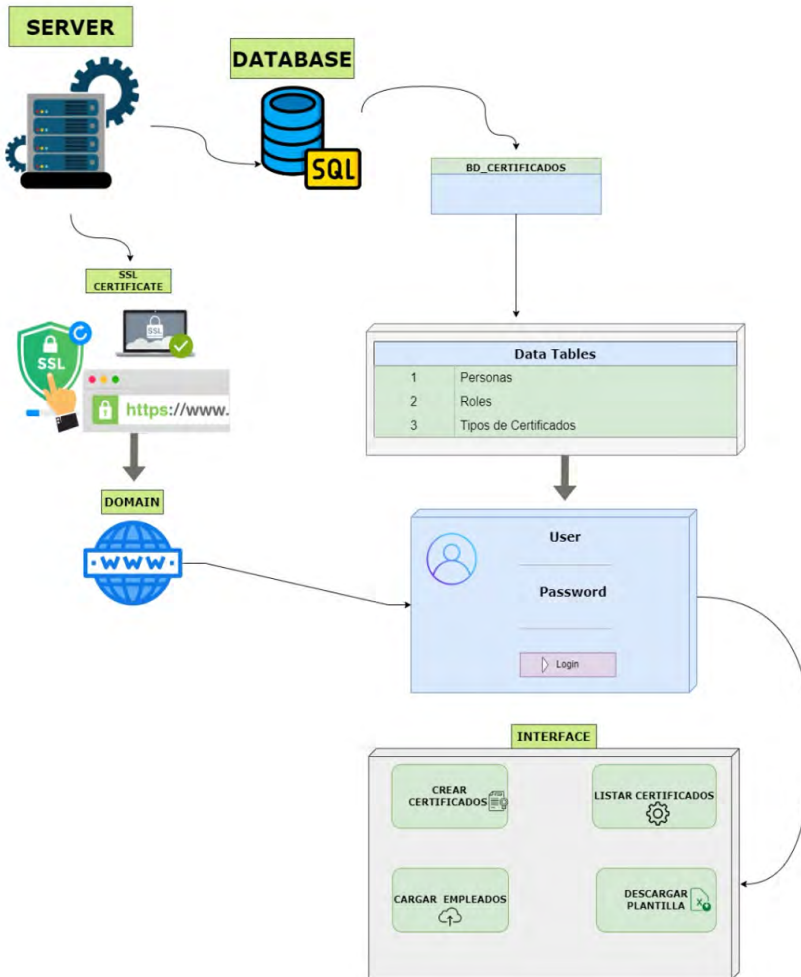 SERVER
DATABASE
SQL
BD_CERTIFICADOS
SSL
CERTIFICATE
SSL
SSL
https://www.
Data Tables
1 Personas
2 Roles
3 Tipos de Certificados
DOMAIN
WWW
User
Password
Login
INTERFACE
CREAR
CERTIFICADOS
LISTAR CERTIFICADOS
CARGAR EMPLEADOS
DESCARGAR
PLANTILLA
X